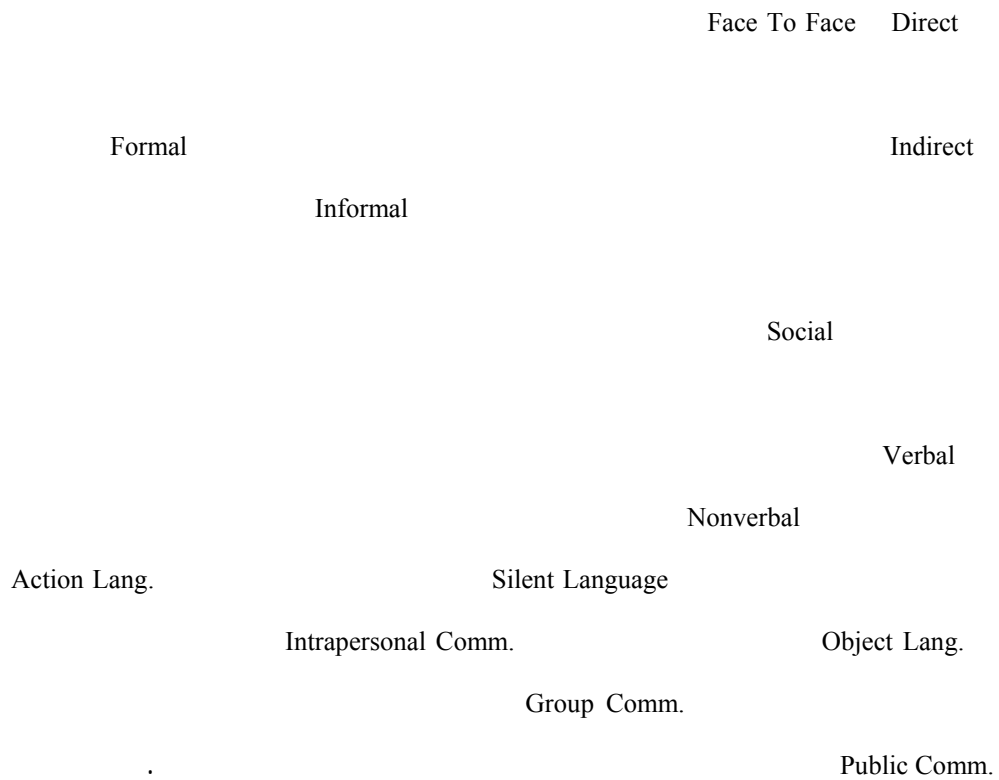 Face To Face Direct
Formal Indirect
Informal
Social
Verbal
Nonverbal
Action Lang. Silent Language
Intrapersonal Comm. Object Lang.
Group Comm.
. Public Comm.